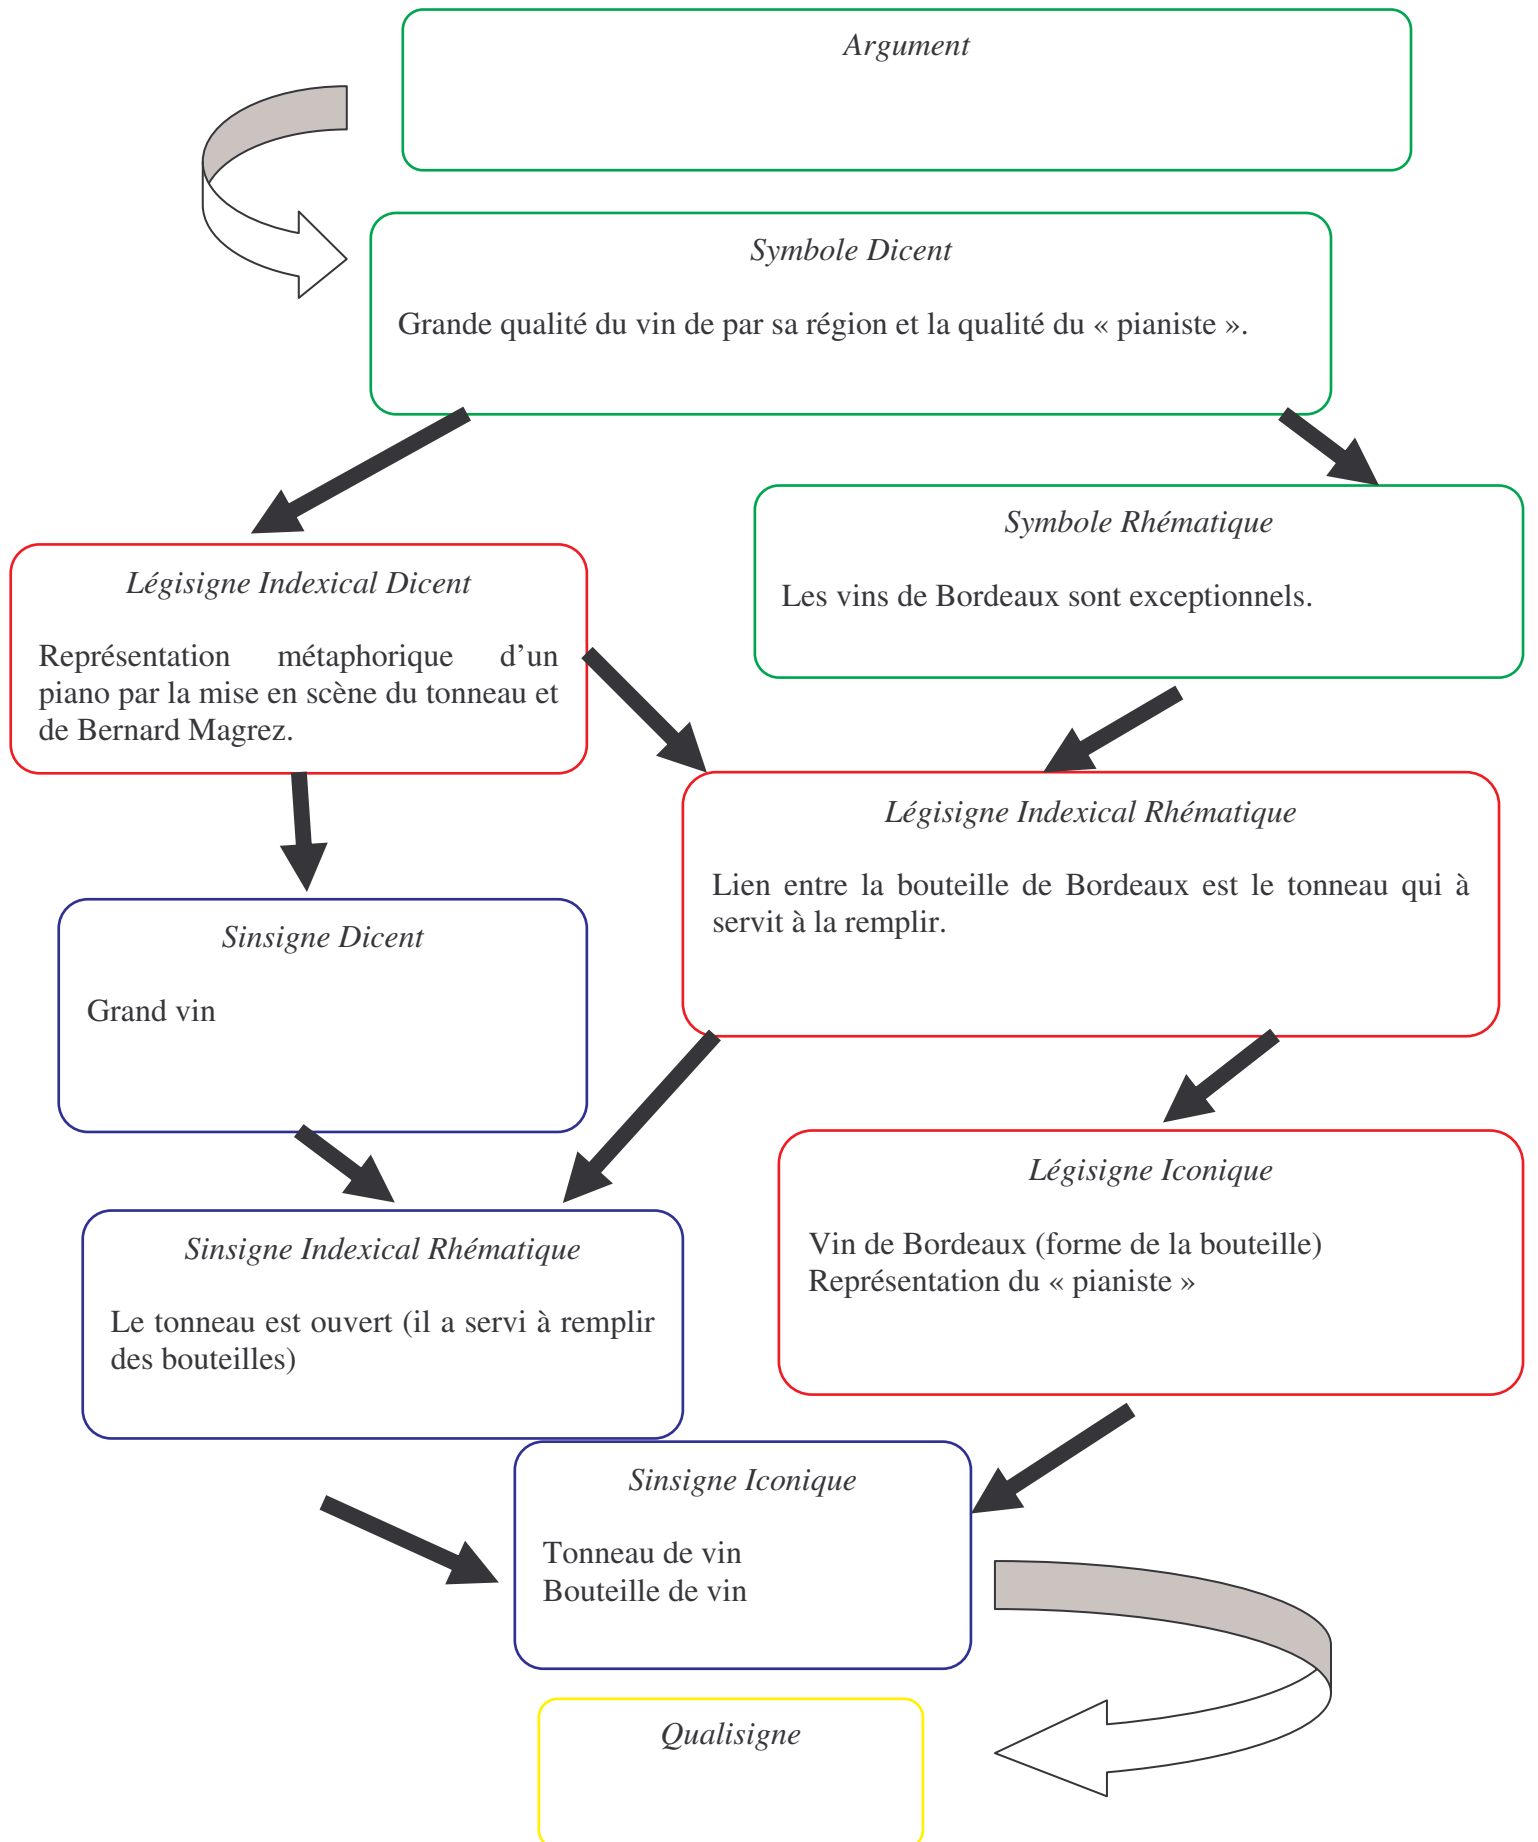 Argument
Symbole Dicent
Grande qualité du vin de par sa région et la qualité du « pianiste ».
Symbole Rhématique
Les vins de Bordeaux sont exceptionnels.
Légisigne Indexical Dicent
Représentation métaphorique d’un
piano par la mise en scène du tonneau et
de Bernard Magrez.
Légisigne Indexical Rhématique
Lien entre la bouteille de Bordeaux est le tonneau qui à
servit à la remplir.
Sinsigne Dicent
Grand vin
Légisigne Iconique
Vin de Bordeaux (forme de la bouteille)
Représentation du « pianiste »
Sinsigne Indexical Rhématique
Le tonneau est ouvert (il a servi à remplir
des bouteilles)
Sinsigne Iconique
Tonneau de vin
Bouteille de vin
Qualisigne